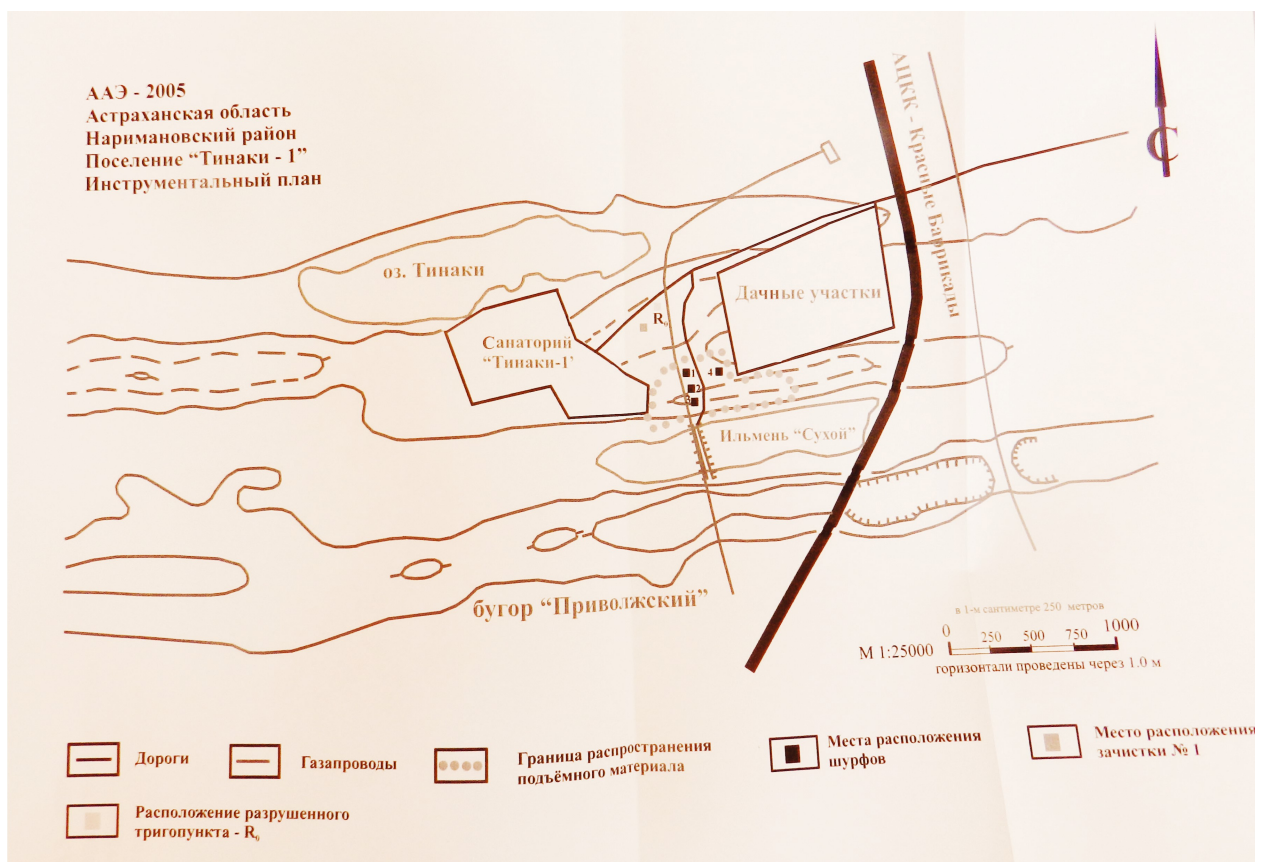 ААЭ - 2005
Астраханская область
Наримановский район
Поселение “Тинаки - 1”
Инструментальный план
АЦКК - Красные Баррикады
С
оз. Тинаки
Дачные участки
R₀
Санаторий
“Тинаки-1’
1
4
2
3
Ильмень “Сухой”
бугор “Приволжский”
в 1-м сантиметре 250 метров
0
250
500
750
1000
М 1:25000
горизонтали проведены через 1.0 м
Дороги
Газапроводы
Граница распространения
подъёмного материала
Места расположения
шурфов
Место расположения
зачистки № 1
Расположение разрушенного
тригопункта - R₀